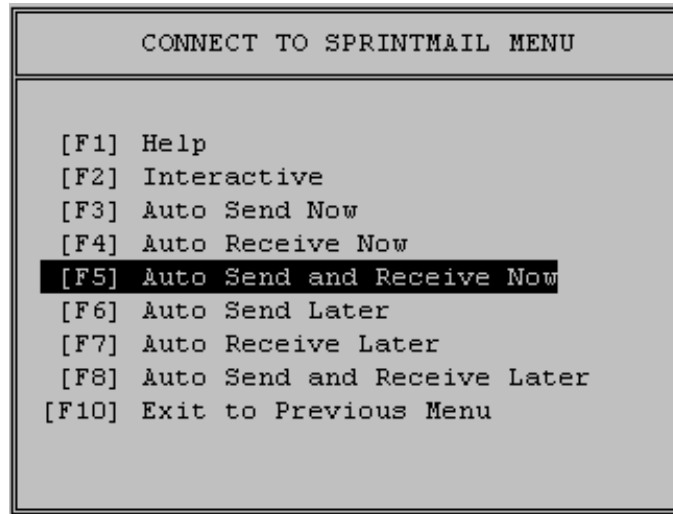 CONNECT TO SPRINTMAIL MENU
[F1] Help
[F2] Interactive
[F3] Auto Send Now
[F4] Auto Receive Now
[F5] Auto Send and Receive Now
[F6] Auto Send Later
[F7] Auto Receive Later
[F8] Auto Send and Receive Later
[F10] Exit to Previous Menu